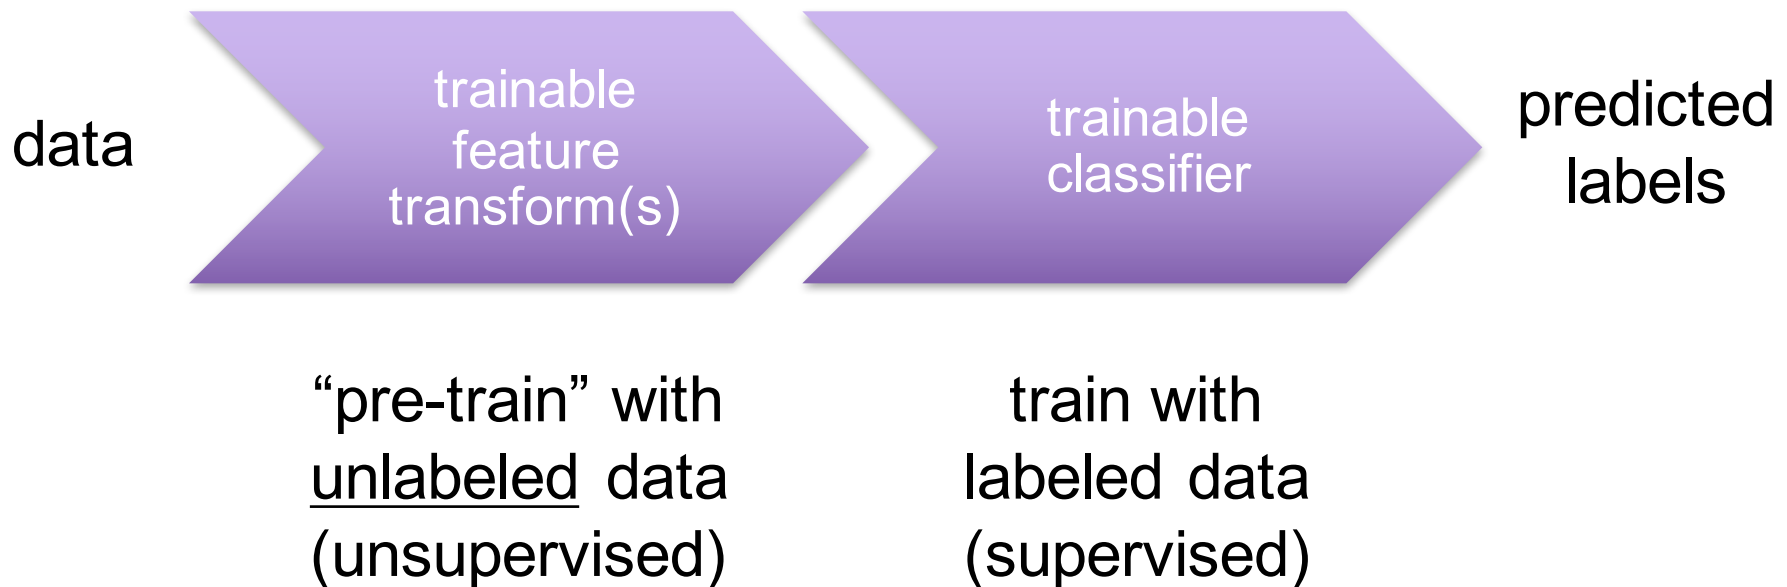 data
trainable
feature
transform(s)
trainable
classifier
predicted
labels
“pre-train” with
unlabeled data
(unsupervised)
train with
labeled data
(supervised)